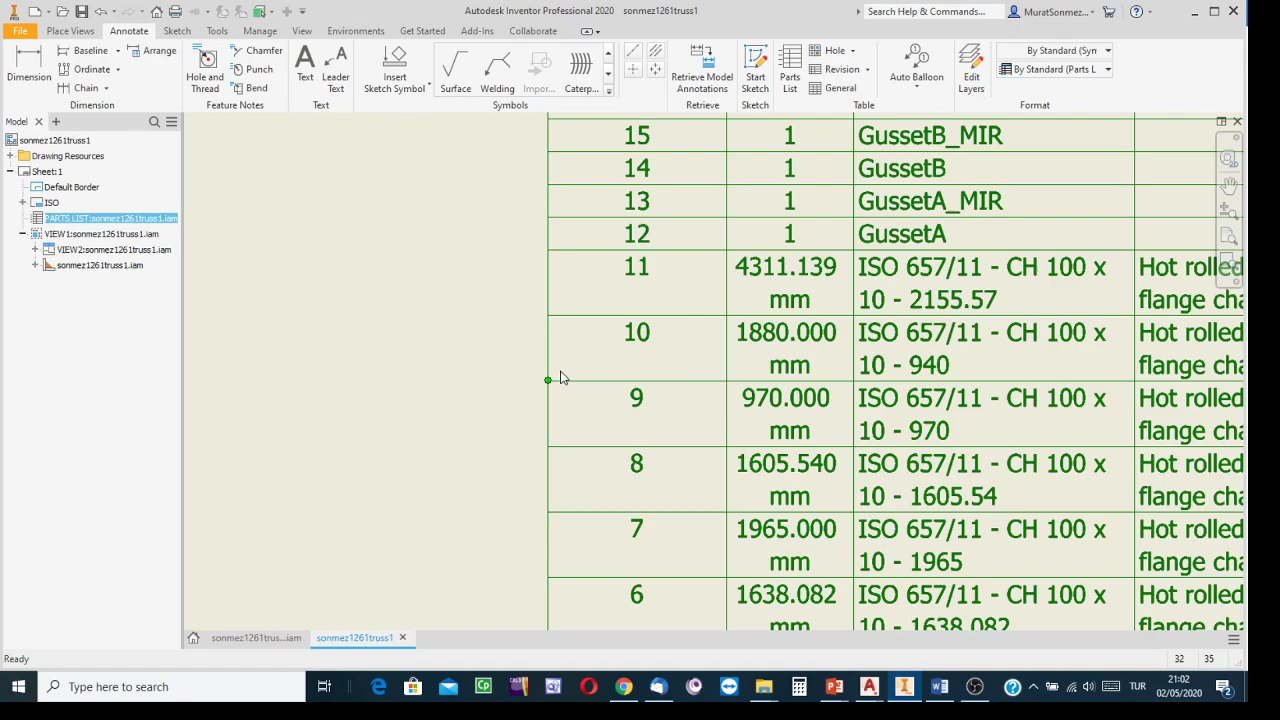 Autodesk Inventor Professional 2020 sonmez1261truss1
Search Help & Commands...
MuratSonmez...
File Place Views Annotate Sketch Tools Manage View Environments Get Started Add-Ins Collaborate
Dimension
Baseline
Ordinate
Chain
Arrange
Dimension
Hole and Thread
Chamfer
Punch
Bend
Feature Notes
Text
Leader Text
Text
Insert Sketch Symbol
Surface
Welding
Impor...
Caterp...
Symbols
Retrieve Model Annotations
Retrieve
Start Sketch
Sketch
Parts List
Hole
Revision
General
Auto Balloon
Table
Edit Layers
By Standard (Syn
By Standard (Parts L
Format
Model
sonmez1261truss1
Drawing Resources
Sheet:1
Default Border
ISO
PARTS LIST:sonmez1261truss1.iam
VIEW1:sonmez1261truss1.iam
VIEW2:sonmez1261truss1.iam
sonmez1261truss1.iam
15 1 GussetB_MIR
14 1 GussetB
13 1 GussetA_MIR
12 1 GussetA
11 4311.139 ISO 657/11 - CH 100 x Hot rolled
mm 10 - 2155.57 flange cha
10 1880.000 ISO 657/11 - CH 100 x Hot rolled
mm 10 - 940 flange cha
9 970.000 ISO 657/11 - CH 100 x Hot rolled
mm 10 - 970 flange cha
8 1605.540 ISO 657/11 - CH 100 x Hot rolled
mm 10 - 1605.54 flange cha
7 1965.000 ISO 657/11 - CH 100 x Hot rolled
mm 10 - 1965 flange cha
6 1638.082 ISO 657/11 - CH 100 x Hot rolled
mm 10 - 1638.082 flange cha
sonmez1261trus...iam sonmez1261truss1
Ready
32 35
Type here to search
TUR
21:02
02/05/2020